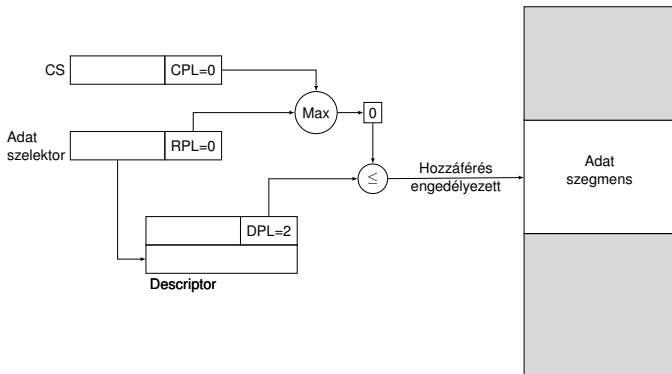 CS
CPL=0
Max
0
Adat
szelektor
RPL=0
≤
Hozzáférés
engedélyezett
Adat
szegmens
DPL=2
Descriptor